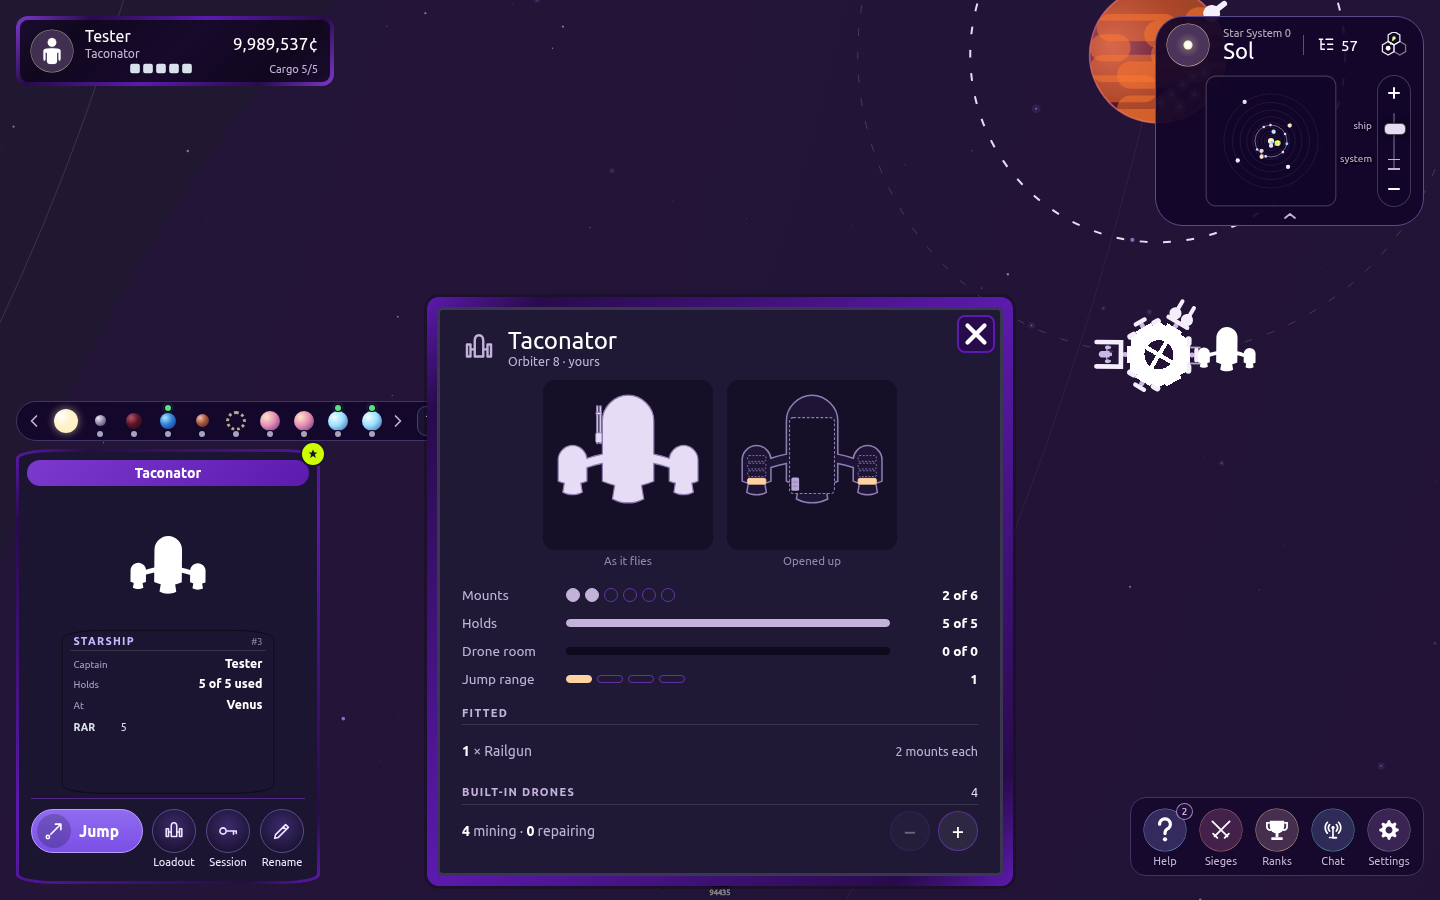 Tester
Taconator
9,989,537¢
Cargo 5/5
Star System 0
Sol
57
ship
system
Taconator
Orbiter 8 · yours
As it flies
Opened up
Mounts
2 of 6
Holds
5 of 5
Drone room
0 of 0
Jump range
1
FITTED
1 × Railgun
2 mounts each
BUILT-IN DRONES
4
4 mining · 0 repairing
Taconator
STARSHIP
#3
Captain
Tester
Holds
5 of 5 used
At
Venus
RAR
5
Jump
Loadout
Session
Rename
2
Help
Sieges
Ranks
Chat
Settings
94435